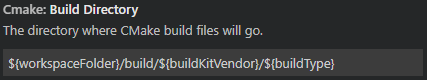 Cmake: Build Directory
The directory where CMake build files will go.
${workspaceFolder}/build/${buildKitVendor}/${buildType}